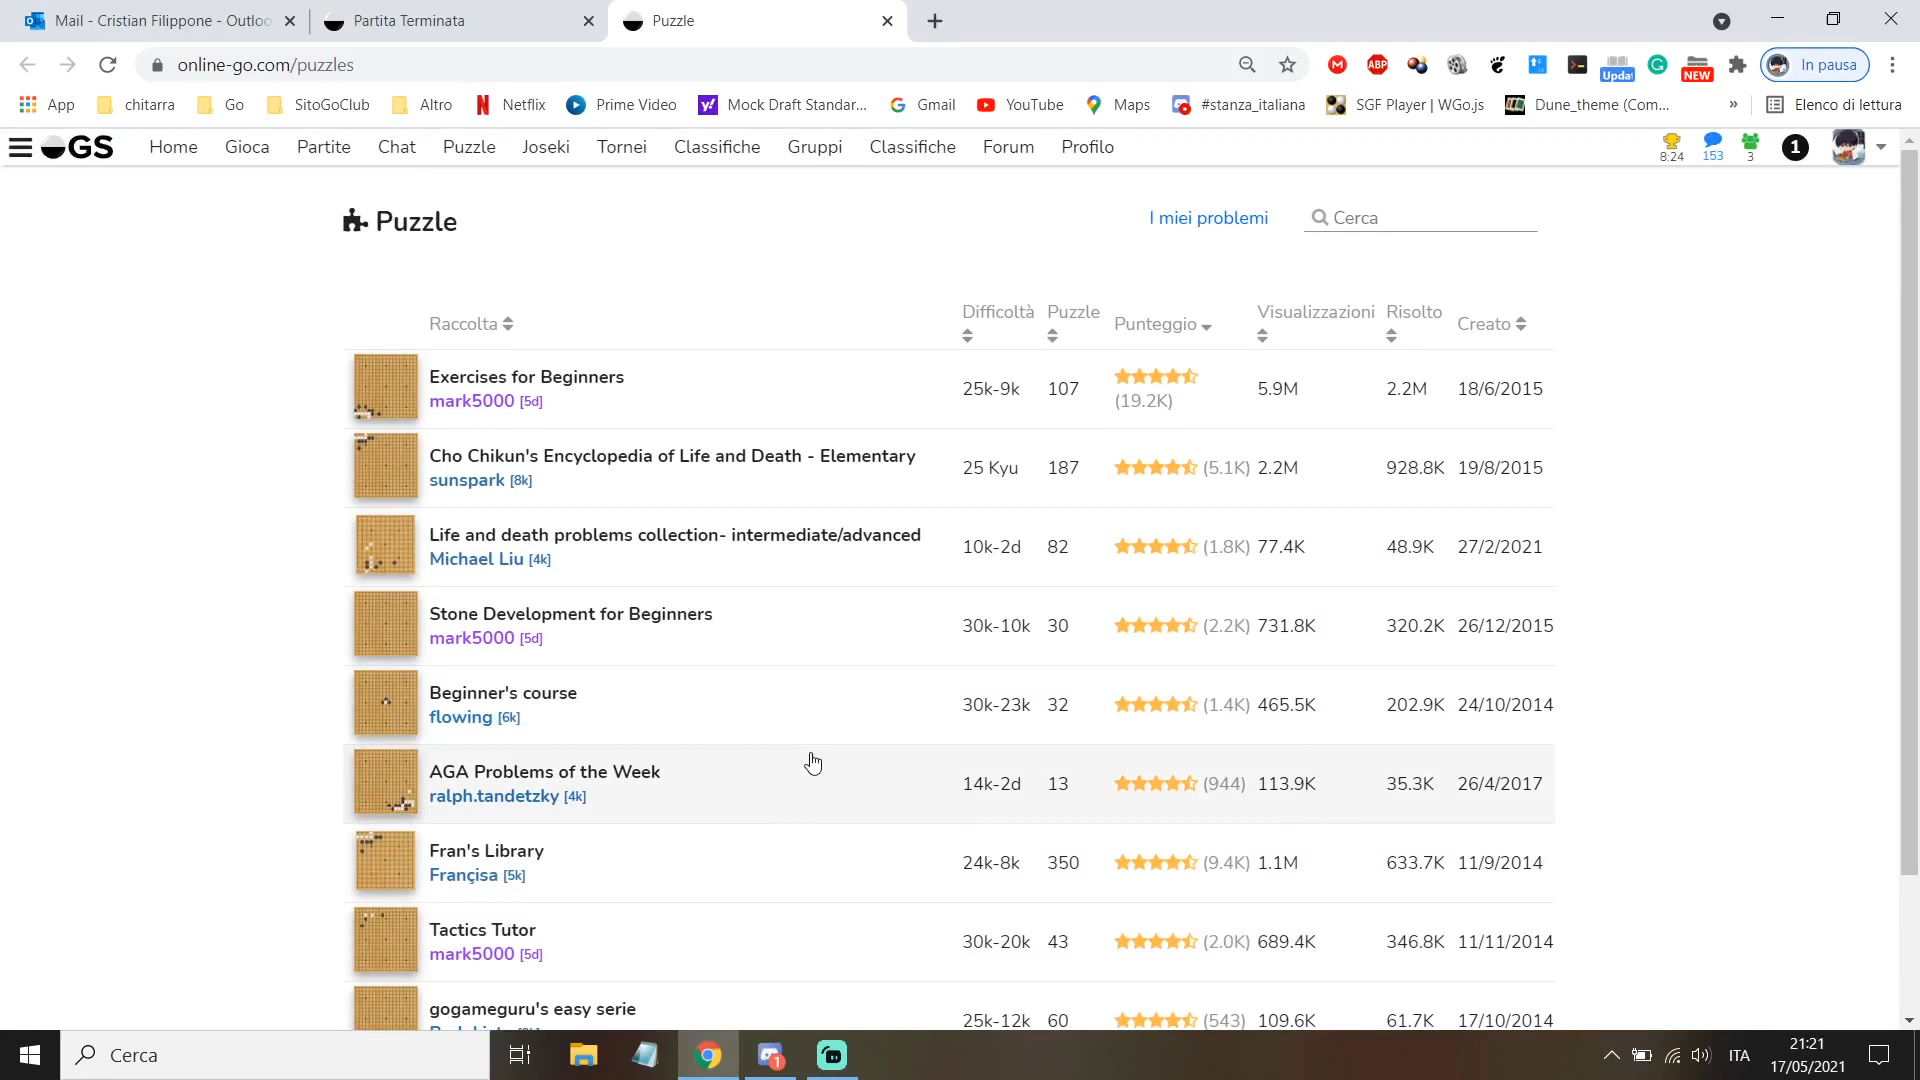 Mail - Cristian Filippone - Outloo
Partita Terminata
Puzzle
online-go.com/puzzles
ABP
Updat
NEW
In pausa
App
chitarra
Go
SitoGoClub
Altro
Netflix
Prime Video
Mock Draft Standar...
Gmail
YouTube
Maps
#stanza_italiana
SGF Player | WGo.js
Dune_theme (Com...
»
Elenco di lettura
GS
Home
Gioca
Partite
Chat
Puzzle
Joseki
Tornei
Classifiche
Gruppi
Classifiche
Forum
Profilo
8:24
153
3
1
Puzzle
I miei problemi
Cerca
Raccolta
Difficoltà
Puzzle
Punteggio
Visualizzazioni
Risolto
Creato
Exercises for Beginners
mark5000 [5d]
25k-9k
107
(19.2K)
5.9M
2.2M
18/6/2015
Cho Chikun's Encyclopedia of Life and Death - Elementary
sunspark [8k]
25 Kyu
187
(5.1K)
2.2M
928.8K
19/8/2015
Life and death problems collection- intermediate/advanced
Michael Liu [4k]
10k-2d
82
(1.8K)
77.4K
48.9K
27/2/2021
Stone Development for Beginners
mark5000 [5d]
30k-10k
30
(2.2K)
731.8K
320.2K
26/12/2015
Beginner's course
flowing [6k]
30k-23k
32
(1.4K)
465.5K
202.9K
24/10/2014
AGA Problems of the Week
ralph.tandetzky [4k]
14k-2d
13
(944)
113.9K
35.3K
26/4/2017
Fran's Library
Françisa [5k]
24k-8k
350
(9.4K)
1.1M
633.7K
11/9/2014
Tactics Tutor
mark5000 [5d]
30k-20k
43
(2.0K)
689.4K
346.8K
11/11/2014
gogameguru's easy serie
25k-12k
60
(543)
109.6K
61.7K
17/10/2014
Cerca
1
ITA
21:21
17/05/2021